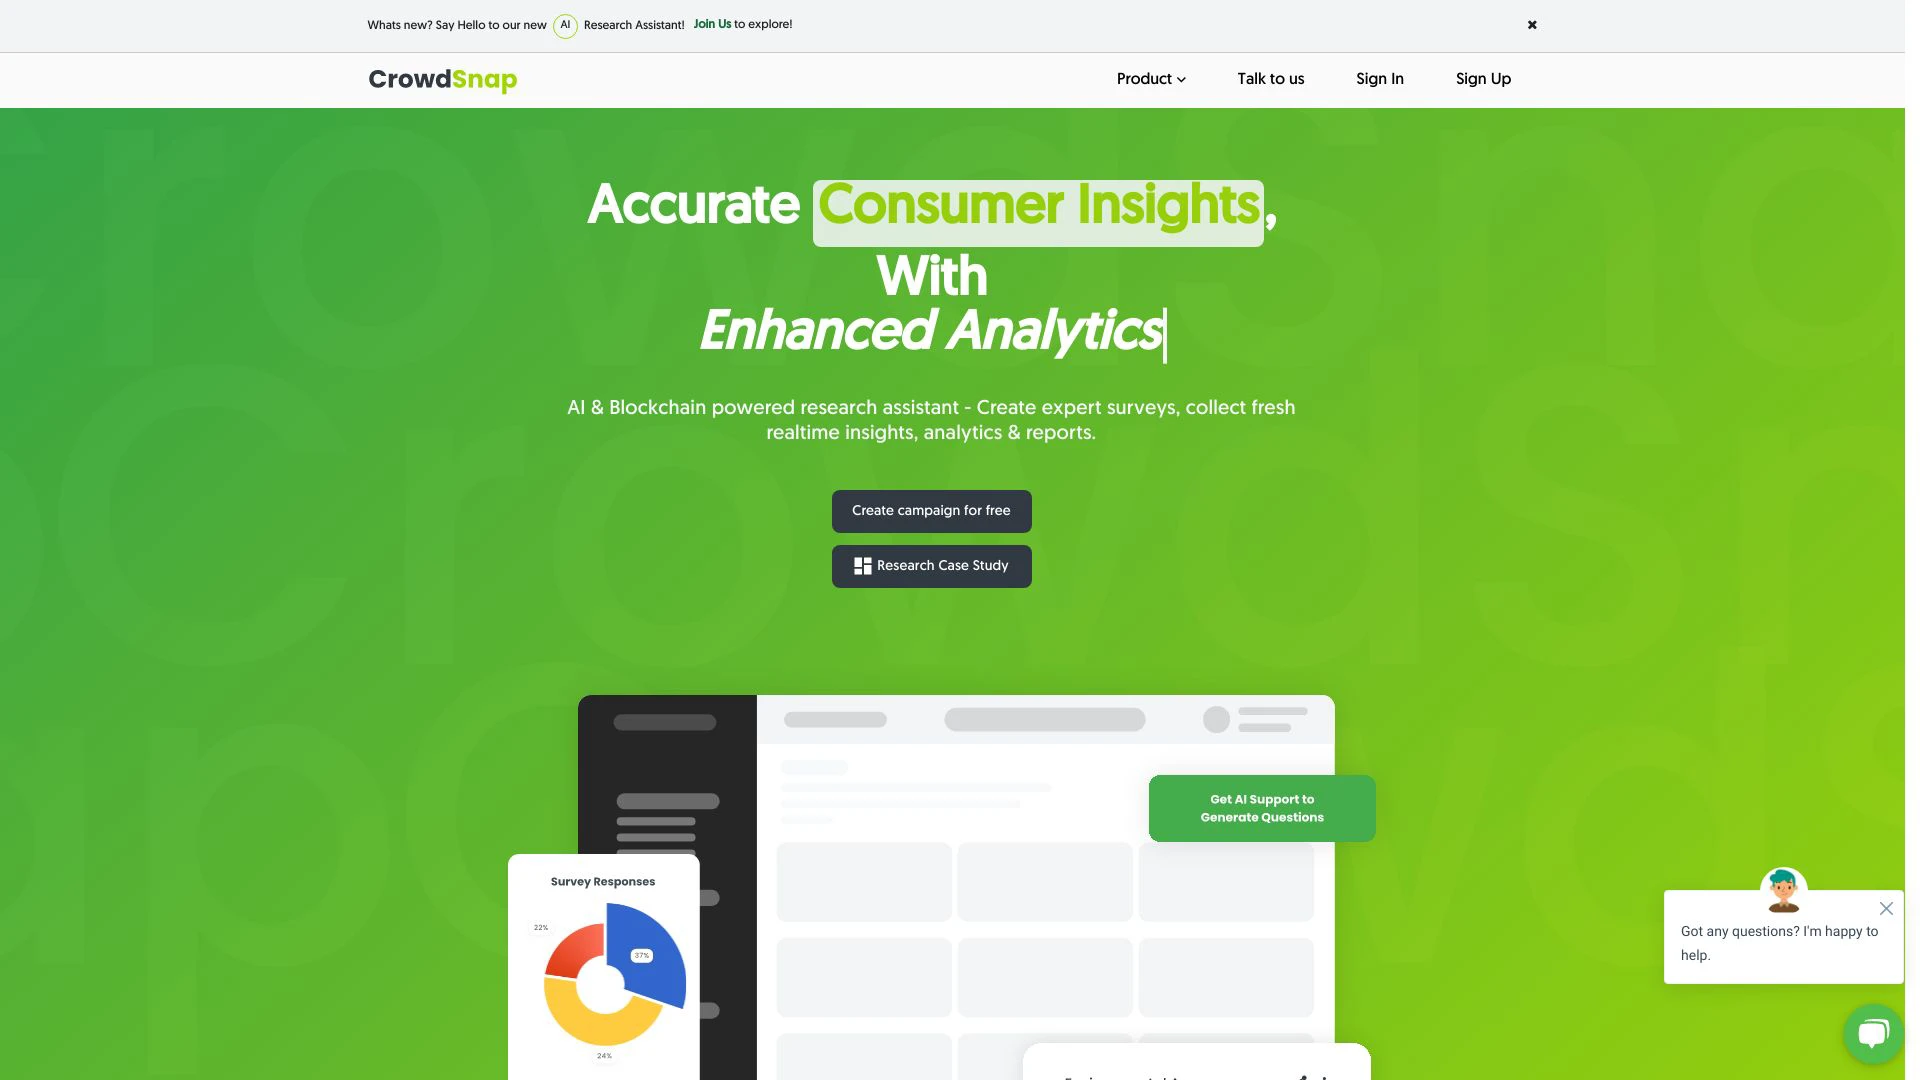 Whats new? Say Hello to our new AI Research Assistant! Join Us to explore!
CrowdSnap
Product
Talk to us
Sign In
Sign Up
Accurate Consumer Insights,
With
Enhanced Analytics
AI & Blockchain powered research assistant - Create expert surveys, collect fresh
realtime insights, analytics & reports.
Create campaign for free
Research Case Study
Get AI Support to
Generate Questions
Survey Responses
22%
37%
24%
Got any questions? I'm happy to
help.